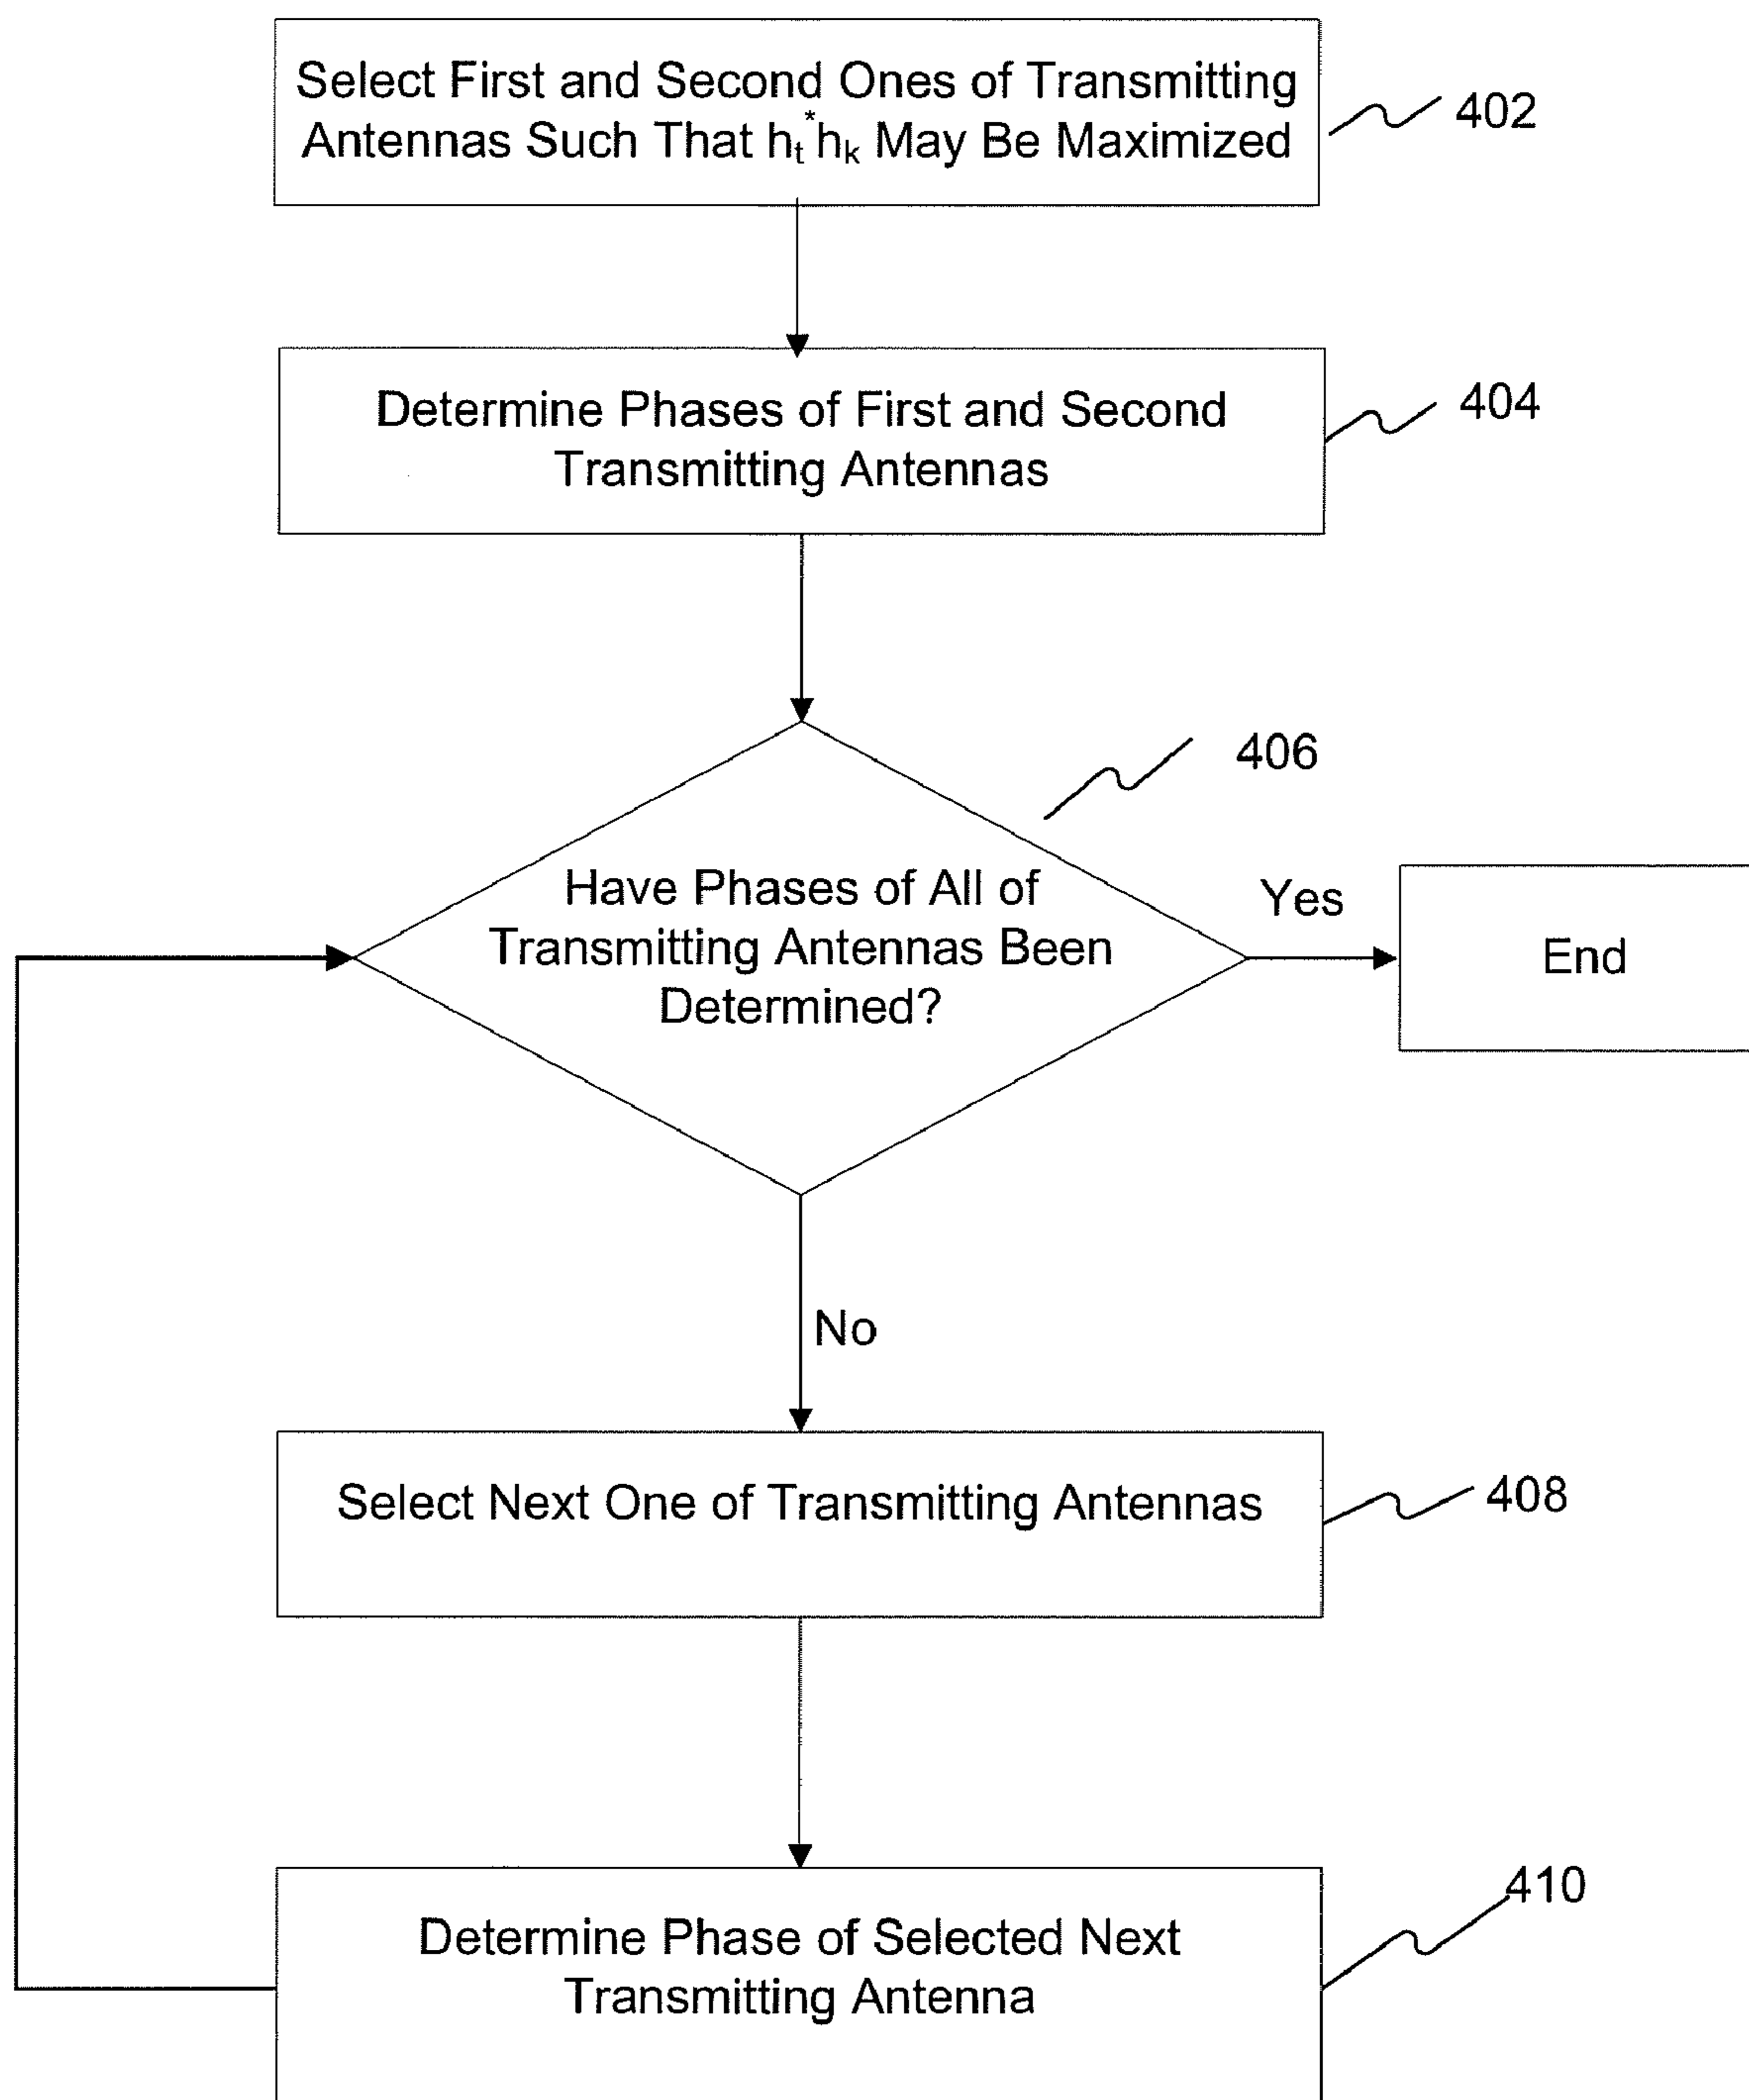 Select First and Second Ones of Transmitting
Antennas Such That hₜ*hₖ May Be Maximized
402
Determine Phases of First and Second
Transmitting Antennas
404
406
Have Phases of All of
Transmitting Antennas Been
Determined?
Yes
End
No
Select Next One of Transmitting Antennas
408
Determine Phase of Selected Next
Transmitting Antenna
410